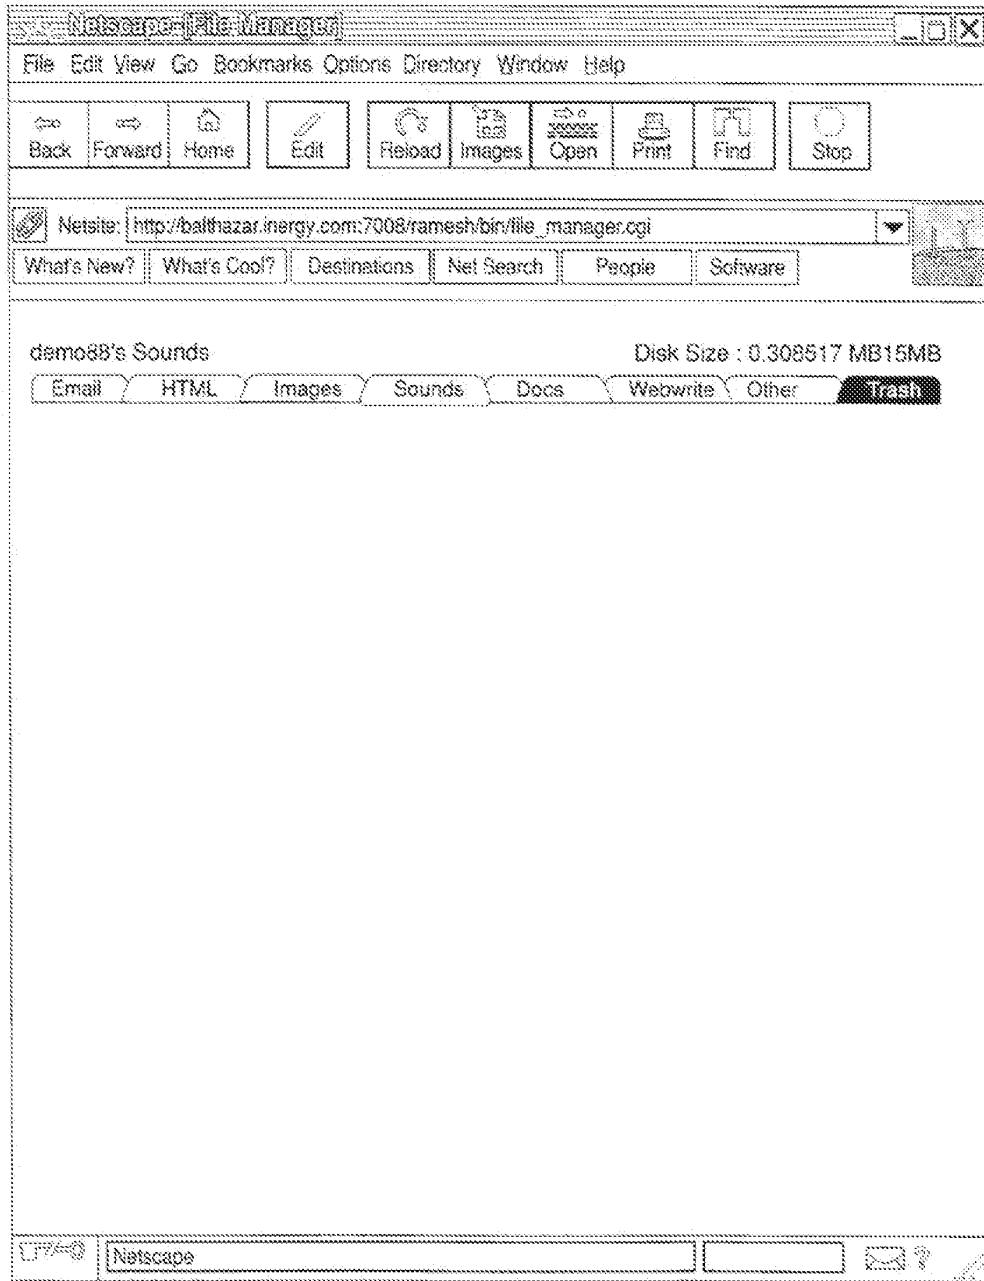 Netscape-[File Manager]
File Edit View Go Bookmarks Options Directory Window Help
Back Forward Home Edit Reload Images Open Print Find Stop
Netsite: http://balthazar.inergy.com:7008/ramesh/bin/file_manager.cgi
What's New? What's Cool? Destinations Net Search People Software
demo88's Sounds Disk Size : 0.308517 MB15MB
Email HTML Images Sounds Docs Webwrite Other Trash
Netscape ?